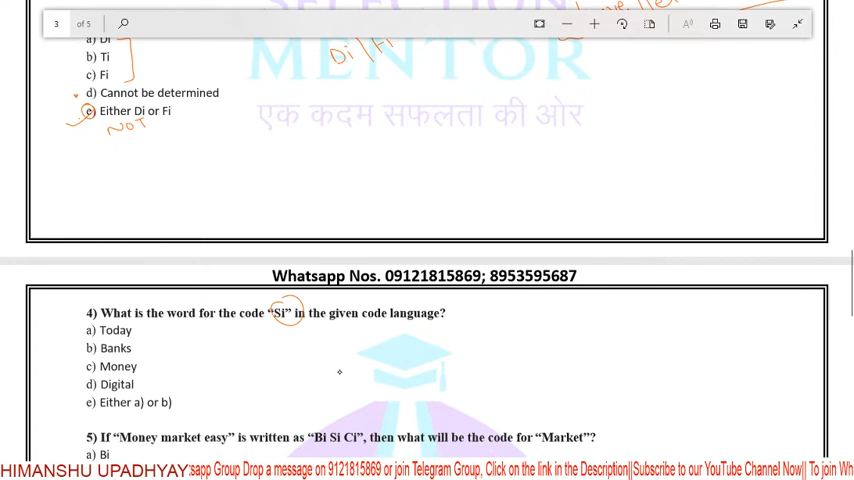 SELECTION
3 of 5
a) Di
b) Ti
c) Fi
Di/Fi
MENTOR
d) Cannot be determined
e) Either Di or Fi
NOT
एक कदम सफलता की ओर
Whatsapp Nos. 09121815869; 8953595687
4) What is the word for the code “Si” in the given code language?
a) Today
b) Banks
c) Money
d) Digital
e) Either a) or b)
5) If “Money market easy” is written as “Bi Si Ci”, then what will be the code for “Market”?
a) Bi
HIMANSHU UPADHYAY sapp Group Drop a message on 9121815869 or join Telegram Group, Click on the link in the Description||Subscribe to our YouTube Channel Now|| To join Wh